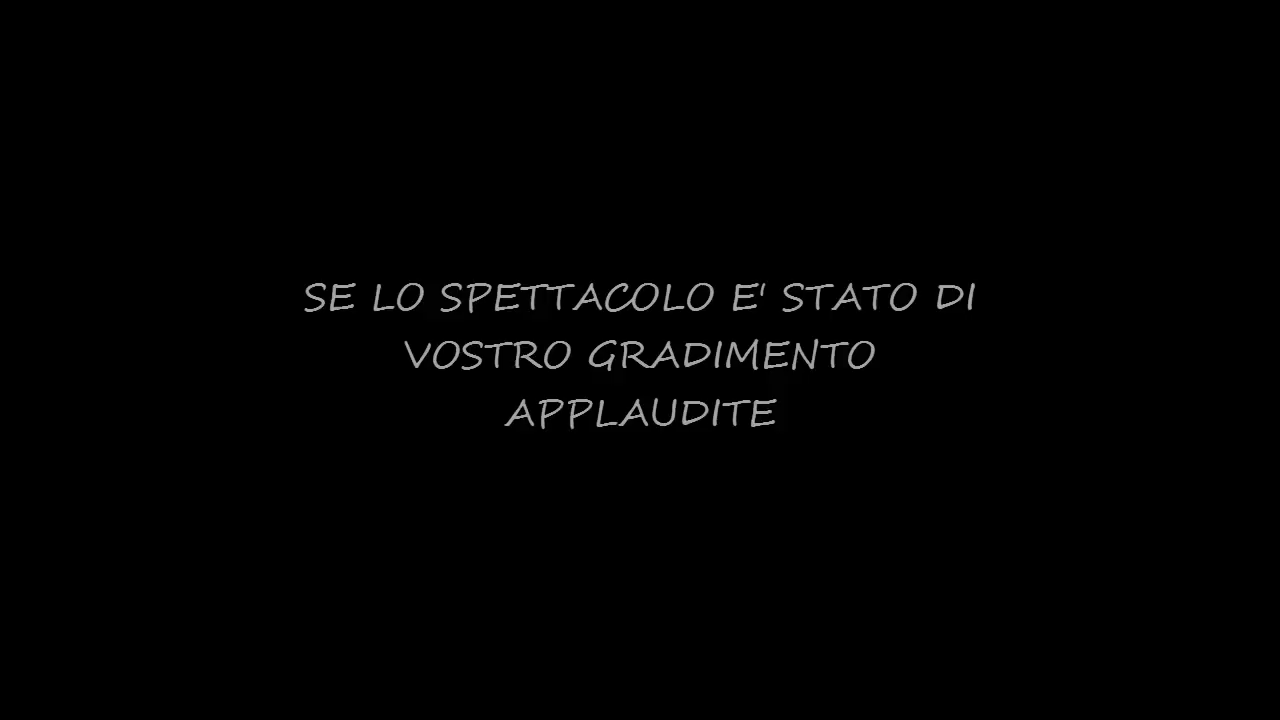 SE LO SPETTACOLO E' STATO DI
VOSTRO GRADIMENTO
APPLAUDITE